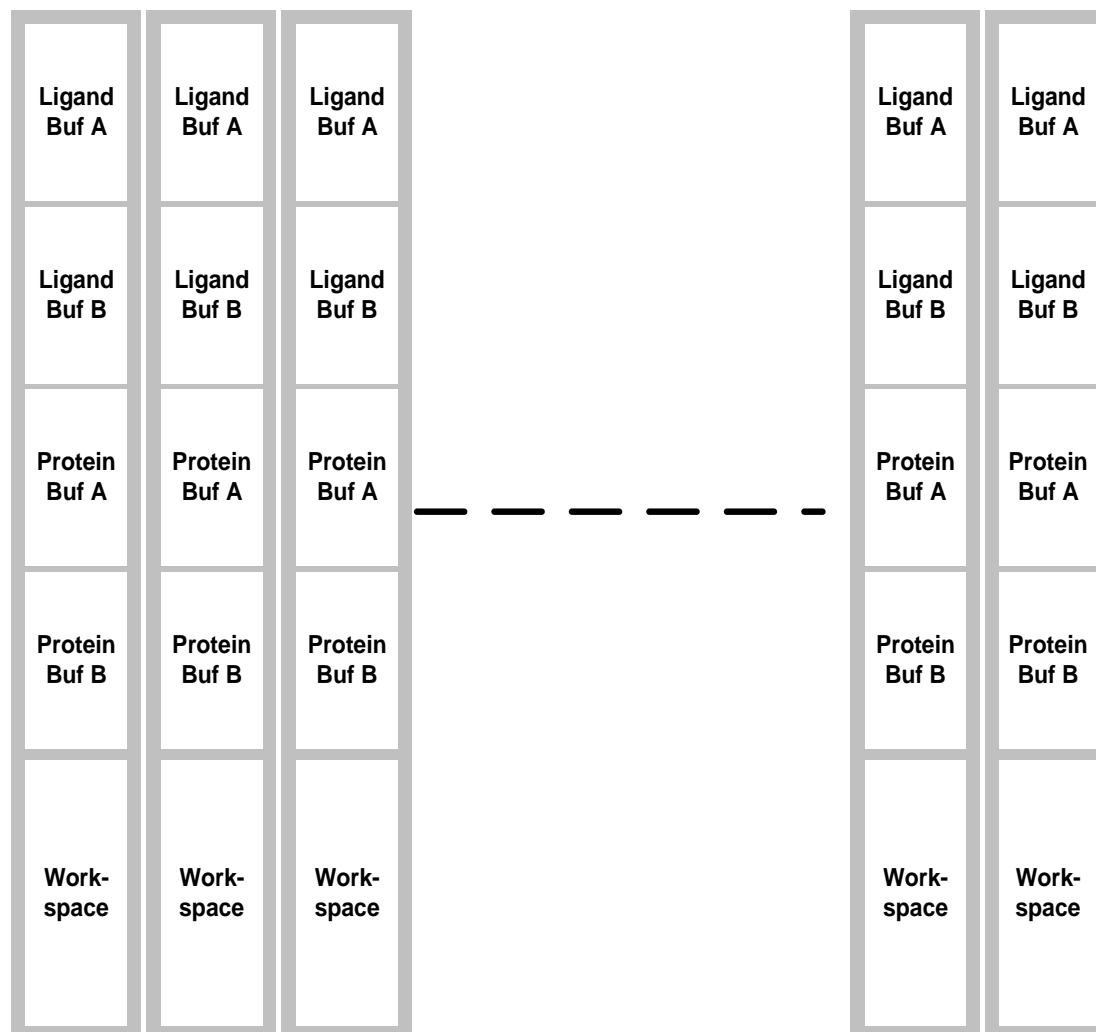 Ligand Ligand Ligand Ligand Ligand
Buf A Buf A Buf A Buf A Buf A
Ligand Ligand Ligand Ligand Ligand
Buf B Buf B Buf B Buf B Buf B
Protein Protein Protein Protein Protein
Buf A Buf A Buf A Buf A Buf A
Protein Protein Protein Protein Protein
Buf B Buf B Buf B Buf B Buf B
Work- Work- Work- Work- Work-
space space space space space